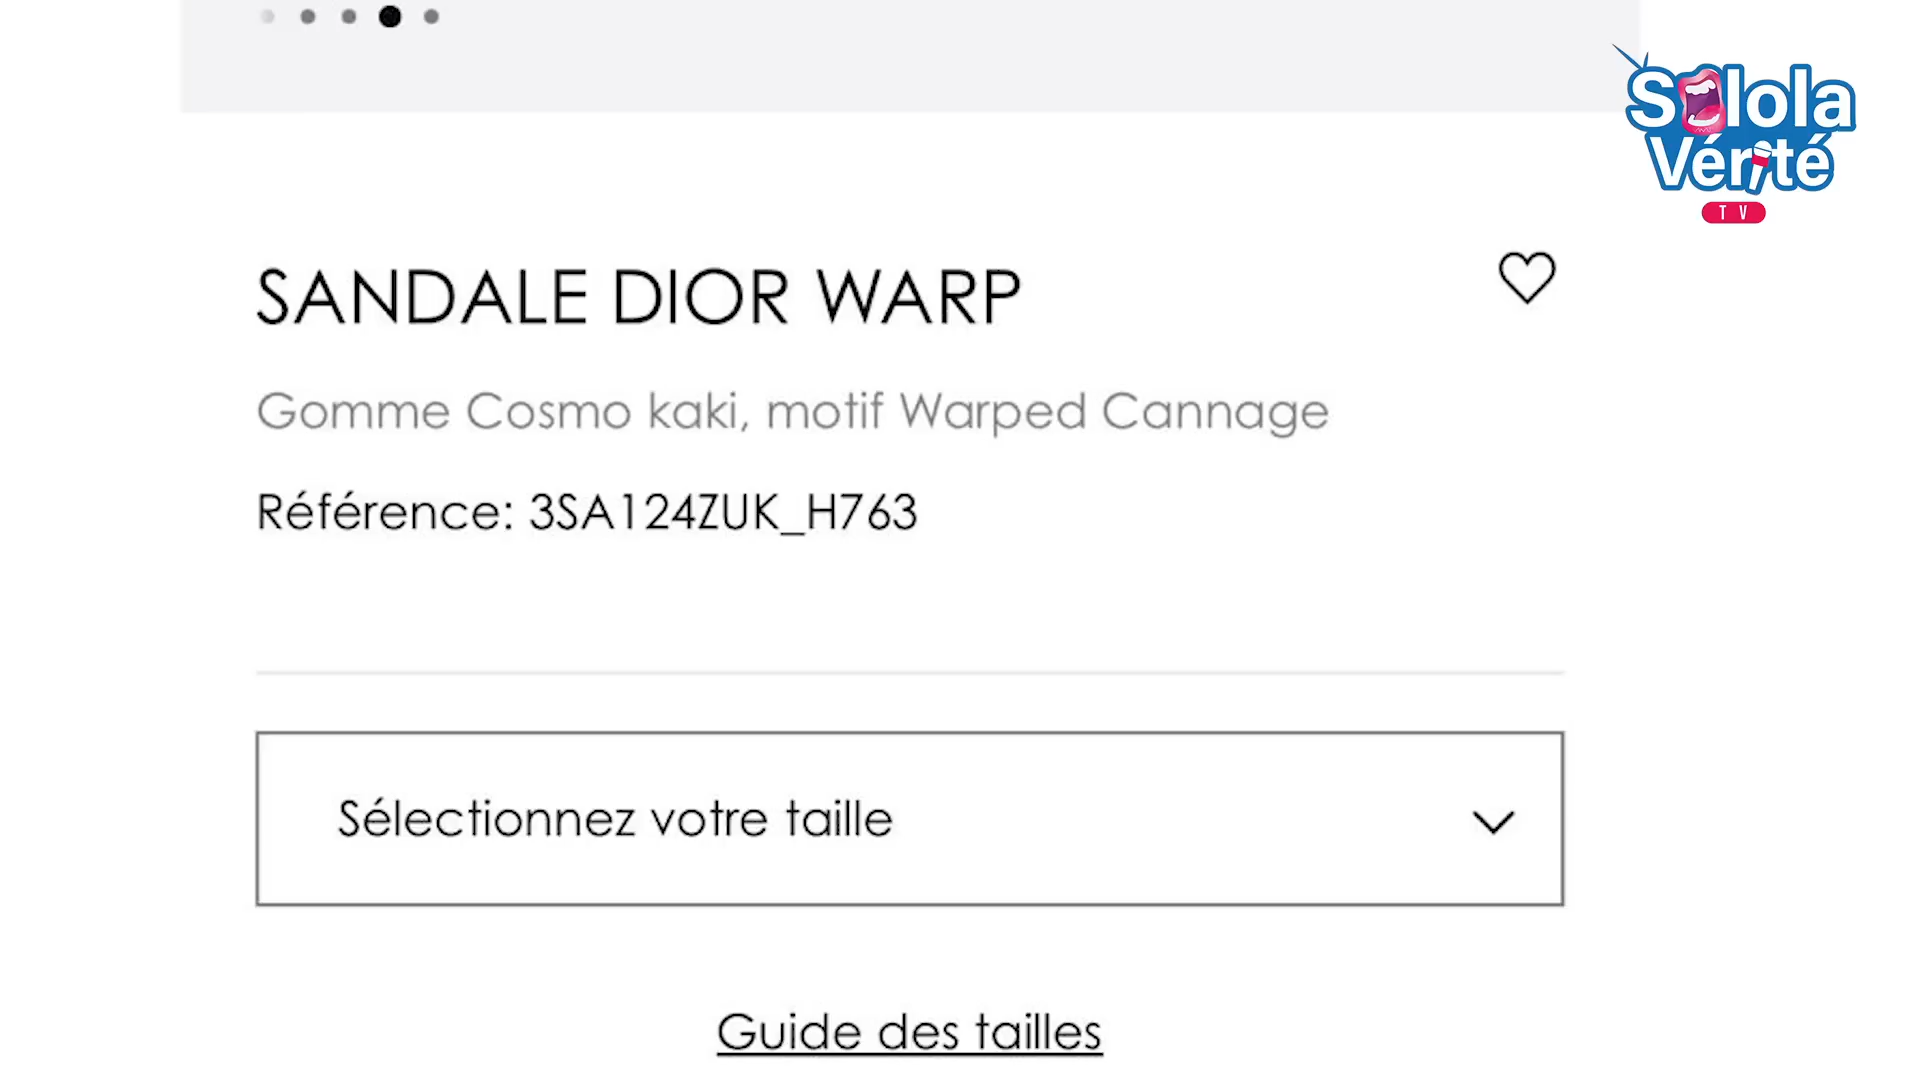 Solola
Vérité
TV
SANDALE DIOR WARP
Gomme Cosmo kaki, motif Warped Cannage
Référence: 3SA124ZUK_H763
Sélectionnez votre taille
Guide des tailles